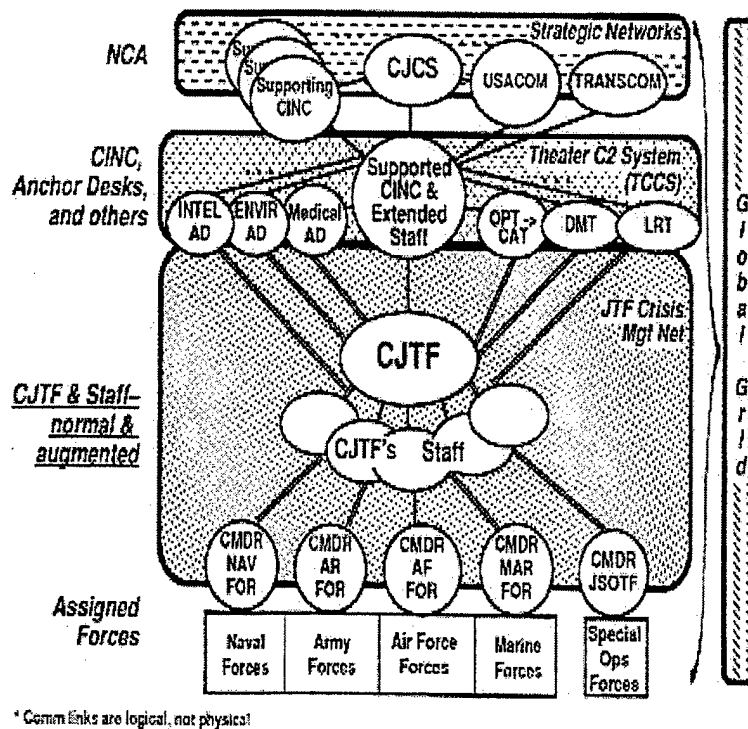 Strategic Networks
NCA
Supporting
CINC
CJCS
USACOM
TRANSCOM
CINC,
Anchor Desks,
and others
Theater C2 System
(TCCS)
Supported
CINC &
Extended
Staff
INTEL
AD
ENVIR
AD
Medical
AD
OPT ->
CAT
DMT
LRT
JTF Crisis
Mgt Net
CJTF
CJTF & Staff–
normal &
augmented
CJTF's Staff
CMDR
NAV
FOR
CMDR
AR
FOR
CMDR
AF
FOR
CMDR
MAR
FOR
CMDR
JSOTF
Assigned
Forces
Naval
Forces
Army
Forces
Air Force
Forces
Marine
Forces
Special
Ops
Forces
Global Grid
* Comm links are logical, not physical